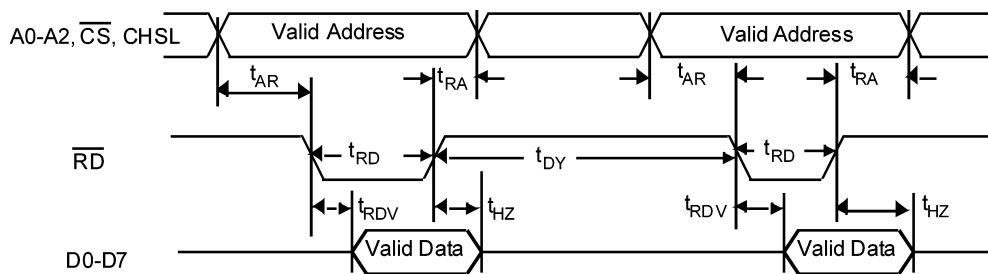 A0-A2, CS, CHSL Valid Address Valid Address
tAR tRA tAR tRA
RD tRD tDY tRD
tRDV tHZ tRDV tHZ
D0-D7 Valid Data Valid Data